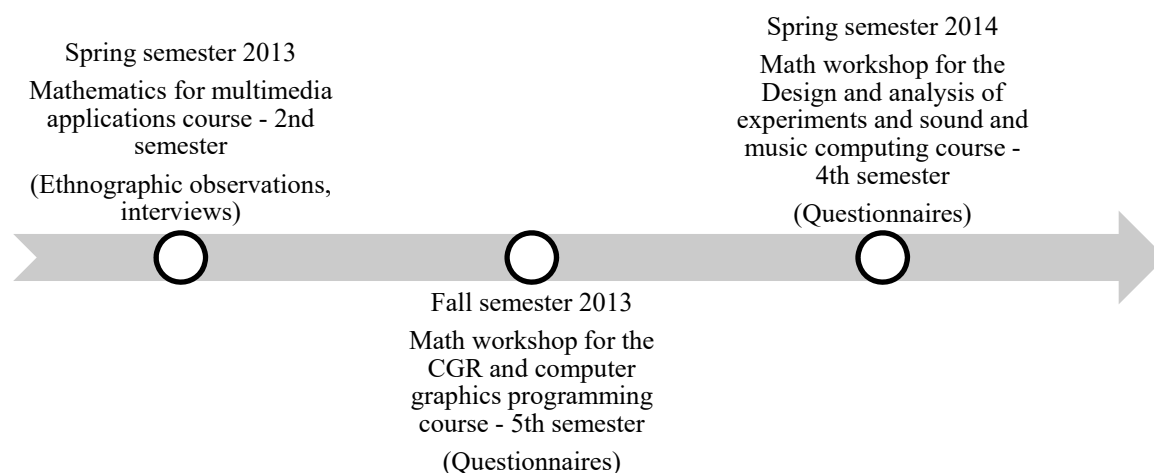 Spring semester 2013
Mathematics for multimedia
applications course - 2nd
semester
(Ethnographic observations,
interviews)
Fall semester 2013
Math workshop for the
CGR and computer
graphics programming
course - 5th semester
(Questionnaires)
Spring semester 2014
Math workshop for the
Design and analysis of
experiments and sound and
music computing course -
4th semester
(Questionnaires)